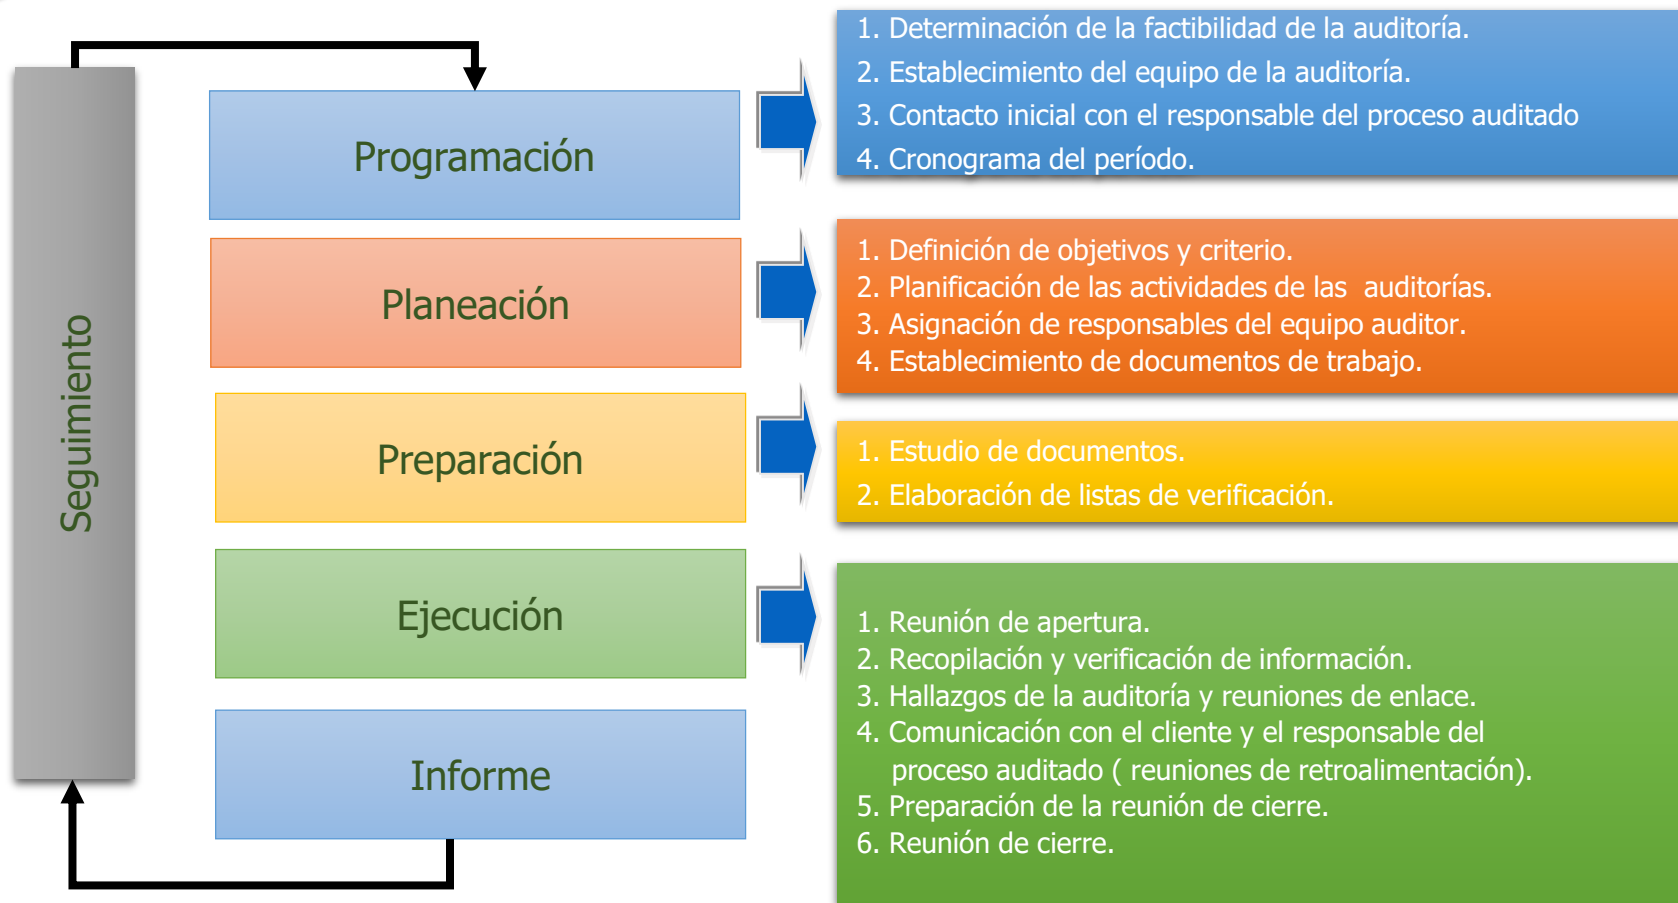 Seguimiento
Programación
1. Determinación de la factibilidad de la auditoría.
2. Establecimiento del equipo de la auditoría.
3. Contacto inicial con el responsable del proceso auditado
4. Cronograma del período.
Planeación
1. Definición de objetivos y criterio.
2. Planificación de las actividades de las auditorías.
3. Asignación de responsables del equipo auditor.
4. Establecimiento de documentos de trabajo.
Preparación
1. Estudio de documentos.
2. Elaboración de listas de verificación.
Ejecución
1. Reunión de apertura.
2. Recopilación y verificación de información.
3. Hallazgos de la auditoría y reuniones de enlace.
4. Comunicación con el cliente y el responsable del
proceso auditado ( reuniones de retroalimentación).
5. Preparación de la reunión de cierre.
6. Reunión de cierre.
Informe